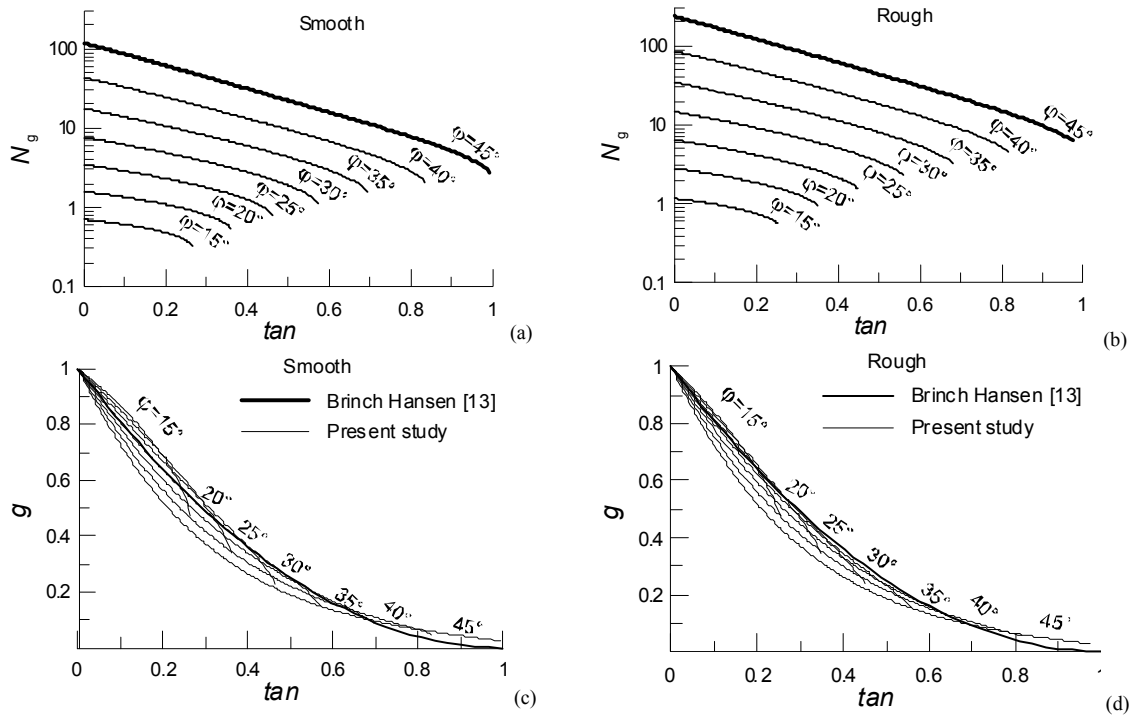 Smooth
100
10
1
0.1
N_g
φ=45°
φ=40°
φ=35°
φ=30°
φ=25°
φ=20°
φ=15°
0 0.2 0.4 0.6 0.8 1
tan
(a)
Rough
100
10
1
0.1
N_g
φ=45°
φ=40°
φ=35°
φ=30°
φ=25°
φ=20°
φ=15°
0 0.2 0.4 0.6 0.8 1
tan
(b)
Smooth
Brinch Hansen [13]
Present study
1
0.8
0.6
0.4
0.2
g
φ=15°
20°
25°
30°
35°
40°
45°
0 0.2 0.4 0.6 0.8 1
tan
(c)
Rough
Brinch Hansen [13]
Present study
1
0.8
0.6
0.4
0.2
g
φ=15°
20°
25°
30°
35°
40°
45°
0 0.2 0.4 0.6 0.8
tan
(d)